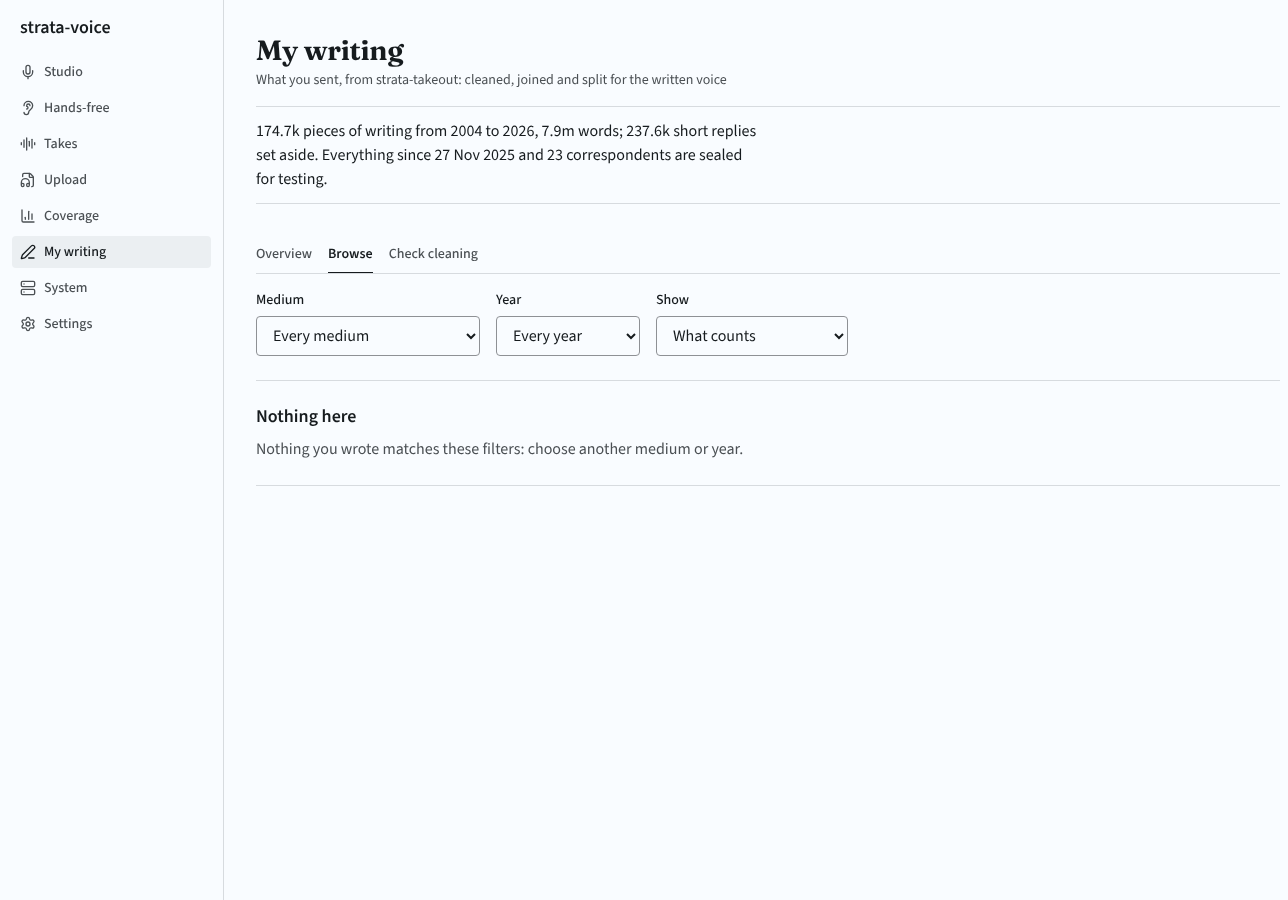 strata-voice
Studio
Hands-free
Takes
Upload
Coverage
My writing
System
Settings
My writing
What you sent, from strata-takeout: cleaned, joined and split for the written voice
174.7k pieces of writing from 2004 to 2026, 7.9m words; 237.6k short replies
set aside. Everything since 27 Nov 2025 and 23 correspondents are sealed
for testing.
Overview Browse Check cleaning
Medium Year Show
Every medium Every year What counts
Nothing here
Nothing you wrote matches these filters: choose another medium or year.